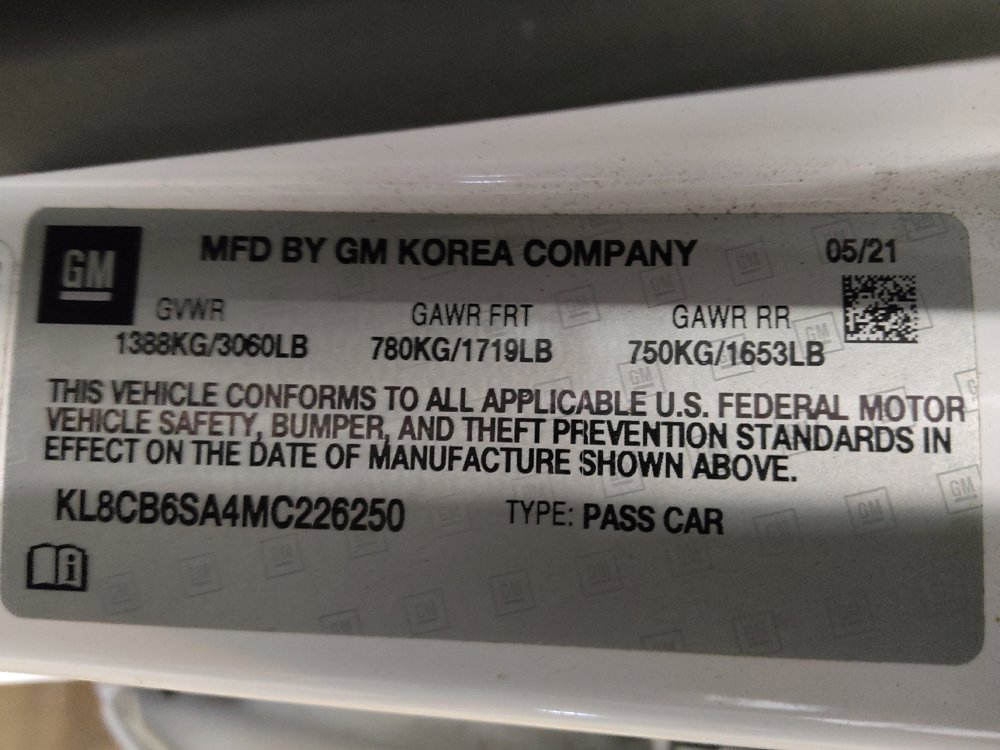 GM
MFD BY GM KOREA COMPANY 05/21
GVWR GAWR FRT GAWR RR
1388KG/3060LB 780KG/1719LB 750KG/1653LB
THIS VEHICLE CONFORMS TO ALL APPLICABLE U.S. FEDERAL MOTOR
VEHICLE SAFETY, BUMPER, AND THEFT PREVENTION STANDARDS IN
EFFECT ON THE DATE OF MANUFACTURE SHOWN ABOVE.
KL8CB6SA4MC226250 TYPE: PASS CAR